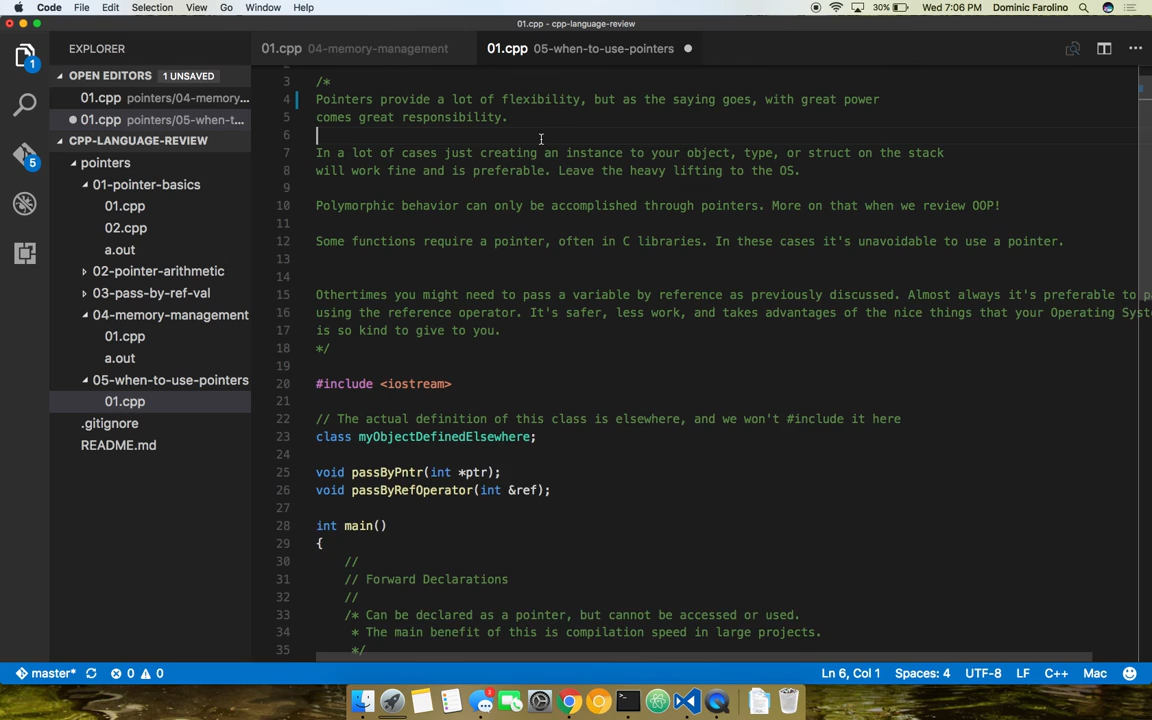 Code File Edit Selection View Go Window Help 30% Wed 7:06 PM Dominic Farolino
01.cpp - cpp-language-review
EXPLORER
OPEN EDITORS 1 UNSAVED
01.cpp pointers/04-memory...
01.cpp pointers/05-when-t...
CPP-LANGUAGE-REVIEW
pointers
01-pointer-basics
01.cpp
02.cpp
a.out
02-pointer-arithmetic
03-pass-by-ref-val
04-memory-management
01.cpp
a.out
05-when-to-use-pointers
01.cpp
.gitignore
README.md
1
5
01.cpp 04-memory-management 01.cpp 05-when-to-use-pointers
3 /*
4 Pointers provide a lot of flexibility, but as the saying goes, with great power
5 comes great responsibility.
6
7 In a lot of cases just creating an instance to your object, type, or struct on the stack
8 will work fine and is preferable. Leave the heavy lifting to the OS.
9
10 Polymorphic behavior can only be accomplished through pointers. More on that when we review OOP!
11
12 Some functions require a pointer, often in C libraries. In these cases it's unavoidable to use a pointer.
13
14
15 Othertimes you might need to pass a variable by reference as previously discussed. Almost always it's preferable to p
16 using the reference operator. It's safer, less work, and takes advantages of the nice things that your Operating Syst
17 is so kind to give to you.
18 */
19
20 #include <iostream>
21
22 // The actual definition of this class is elsewhere, and we won't #include it here
23 class myObjectDefinedElsewhere;
24
25 void passByPntr(int *ptr);
26 void passByRefOperator(int &ref);
27
28 int main()
29 {
30 //
31 // Forward Declarations
32 //
33 /* Can be declared as a pointer, but cannot be accessed or used.
34 * The main benefit of this is compilation speed in large projects.
35 */
master* 0 0 Ln 6, Col 1 Spaces: 4 UTF-8 LF C++ Mac
3